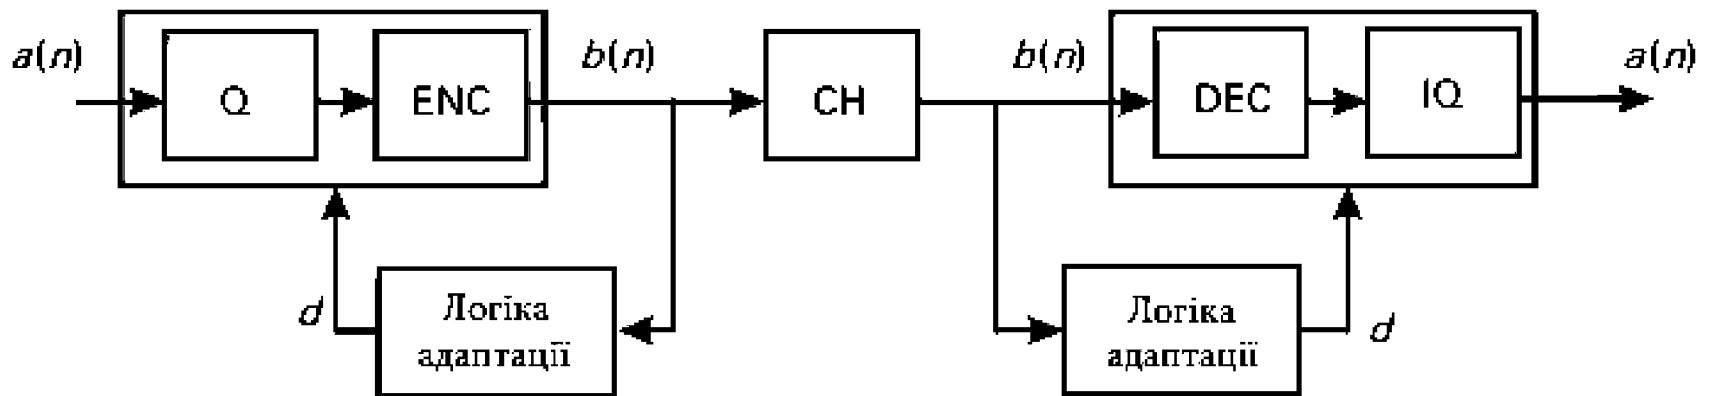 a(n)
Q
ENC
b(n)
CH
b(n)
DEC
IQ
a(n)
d
Логіка
адаптації
Логіка
адаптації
d